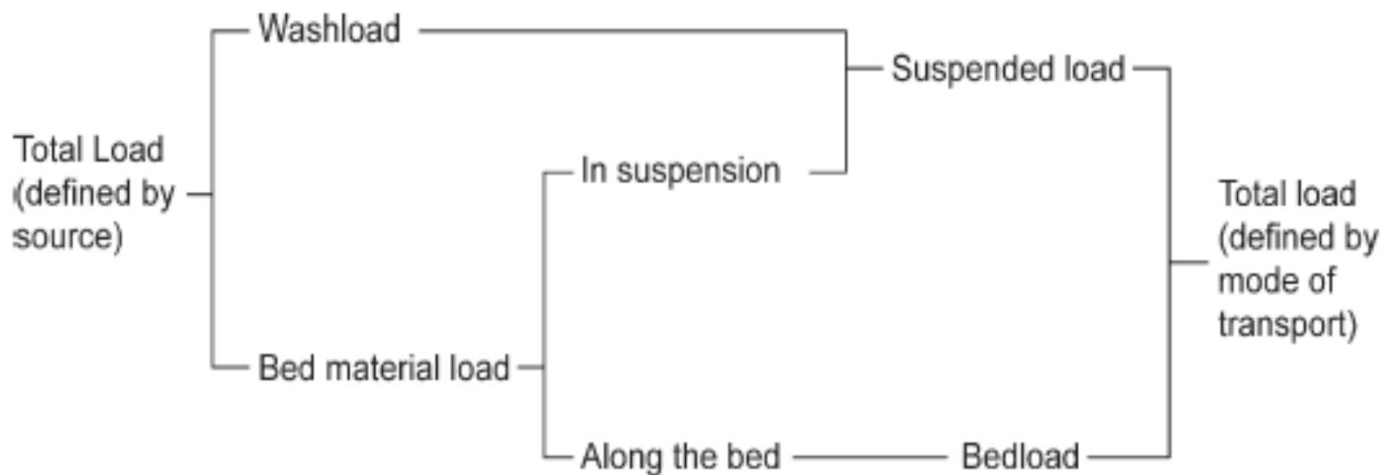 Washload
Suspended load
Total Load
(defined by
source)
In suspension
Total load
(defined by
mode of
transport)
Bed material load
Along the bed
Bedload